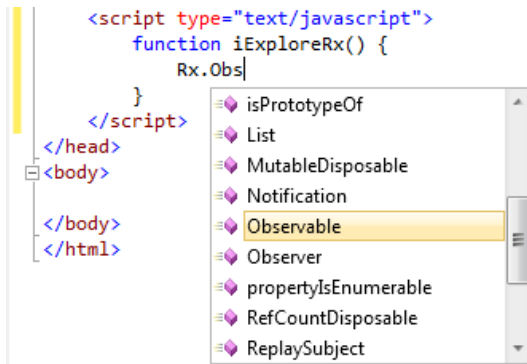 <script type="text/javascript">
function iExploreRx() {
Rx.Obs
}
</script>
</head>
<body>
</body>
</html>
isPrototypeOf
List
MutableDisposable
Notification
Observable
Observer
propertyIsEnumerable
RefCountDisposable
ReplaySubject